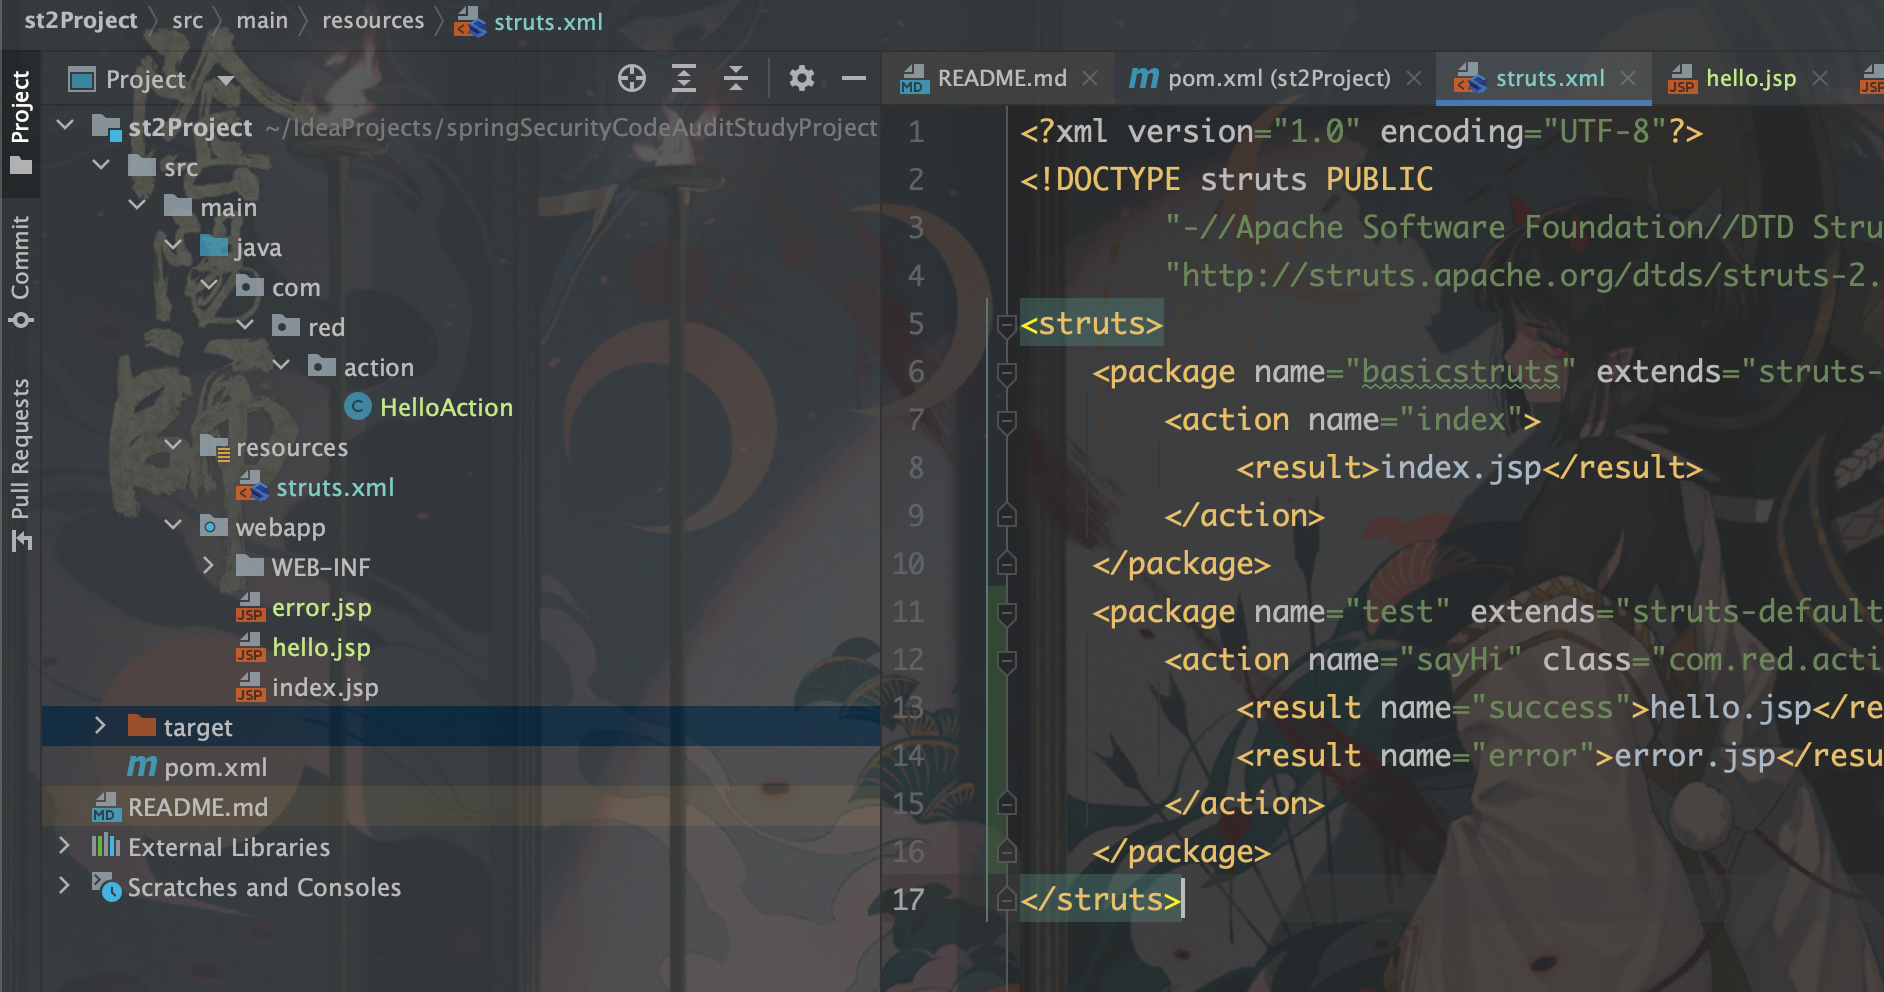 st2Project 〉 src 〉 main 〉 resources 〉 struts.xml
Project
Commit
Pull Requests
Project
st2Project ~/IdeaProjects/springSecurityCodeAuditStudyProject
src
main
java
com
red
action
HelloAction
resources
struts.xml
webapp
WEB-INF
error.jsp
hello.jsp
index.jsp
target
pom.xml
README.md
External Libraries
Scratches and Consoles
README.md
pom.xml (st2Project)
struts.xml
hello.jsp
1 <?xml version="1.0" encoding="UTF-8"?>
2 <!DOCTYPE struts PUBLIC
3 "-//Apache Software Foundation//DTD Stru
4 "http://struts.apache.org/dtds/struts-2.
5 <struts>
6 <package name="basicstruts" extends="struts-
7 <action name="index">
8 <result>index.jsp</result>
9 </action>
10 </package>
11 <package name="test" extends="struts-default
12 <action name="sayHi" class="com.red.acti
13 <result name="success">hello.jsp</re
14 <result name="error">error.jsp</resu
15 </action>
16 </package>
17 </struts>